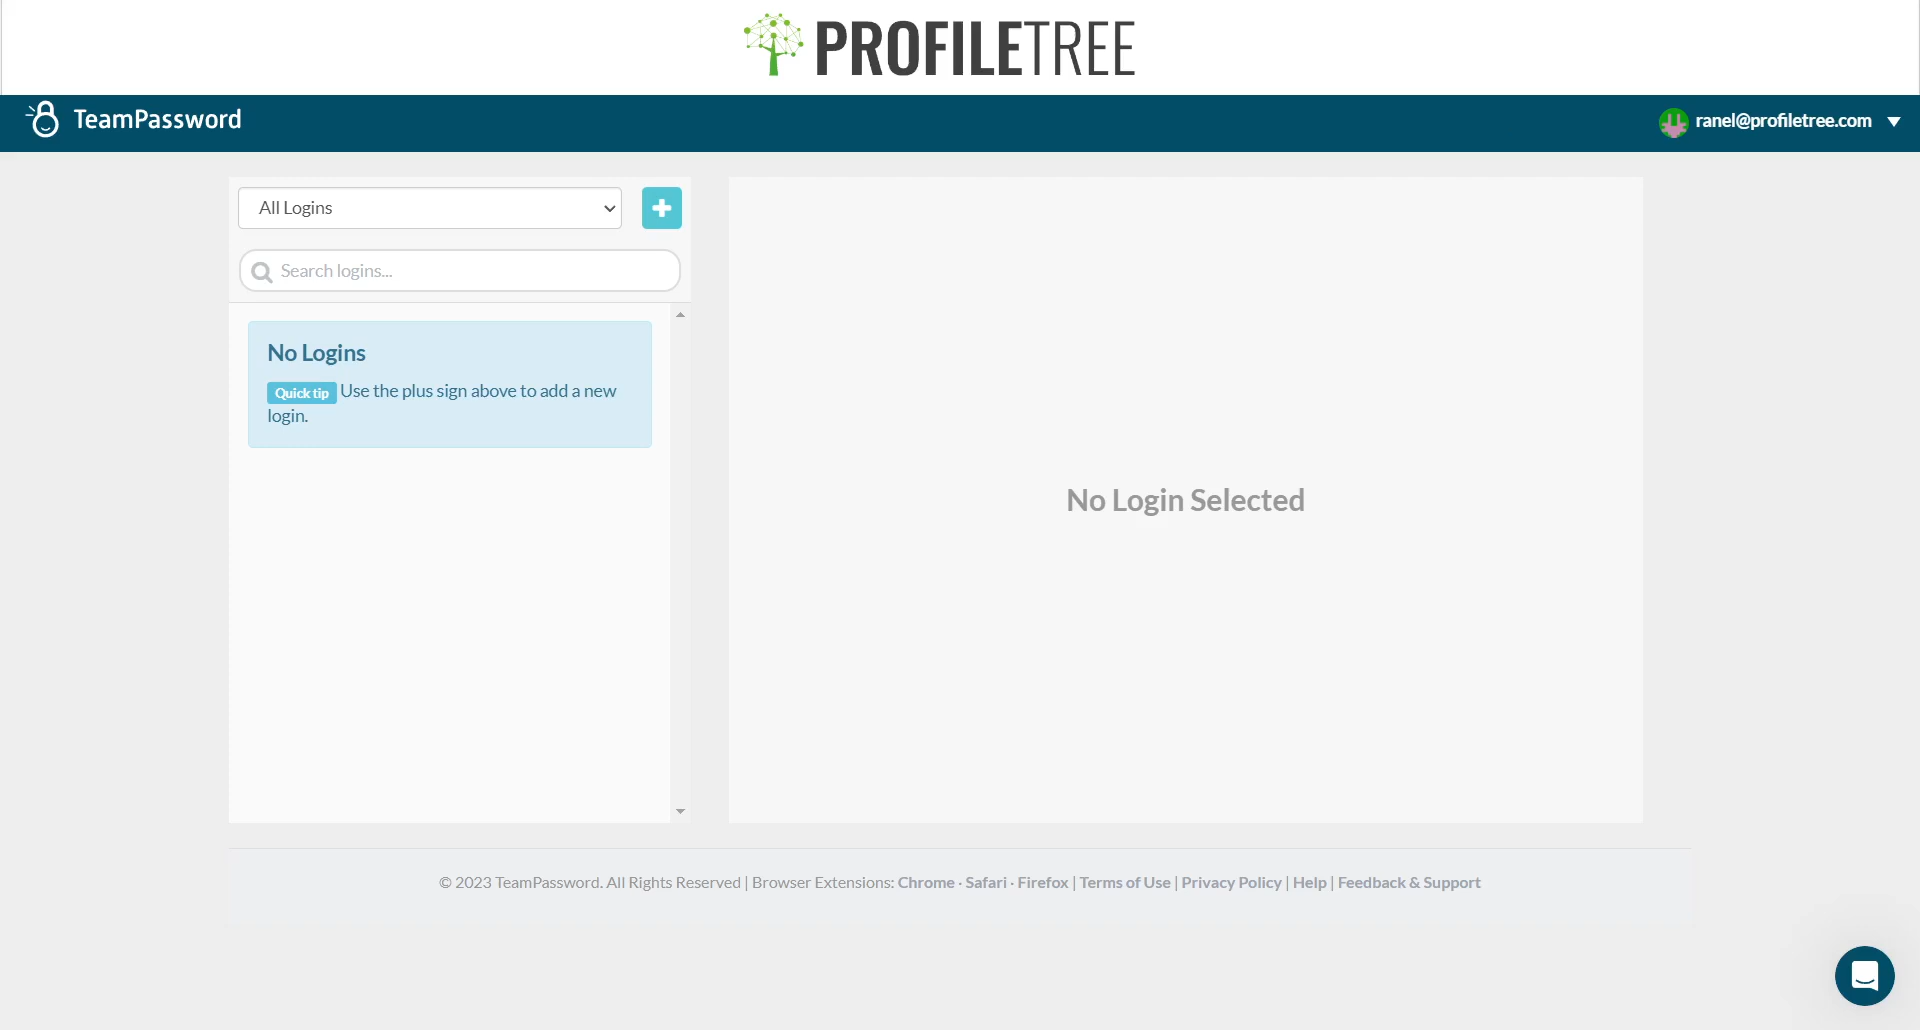 PROFILETREE
TeamPassword
ranel@profiletree.com
All Logins
Search logins...
No Logins
Quick tip Use the plus sign above to add a new
login.
No Login Selected
© 2023 TeamPassword. All Rights Reserved | Browser Extensions: Chrome · Safari · Firefox | Terms of Use | Privacy Policy | Help | Feedback & Support